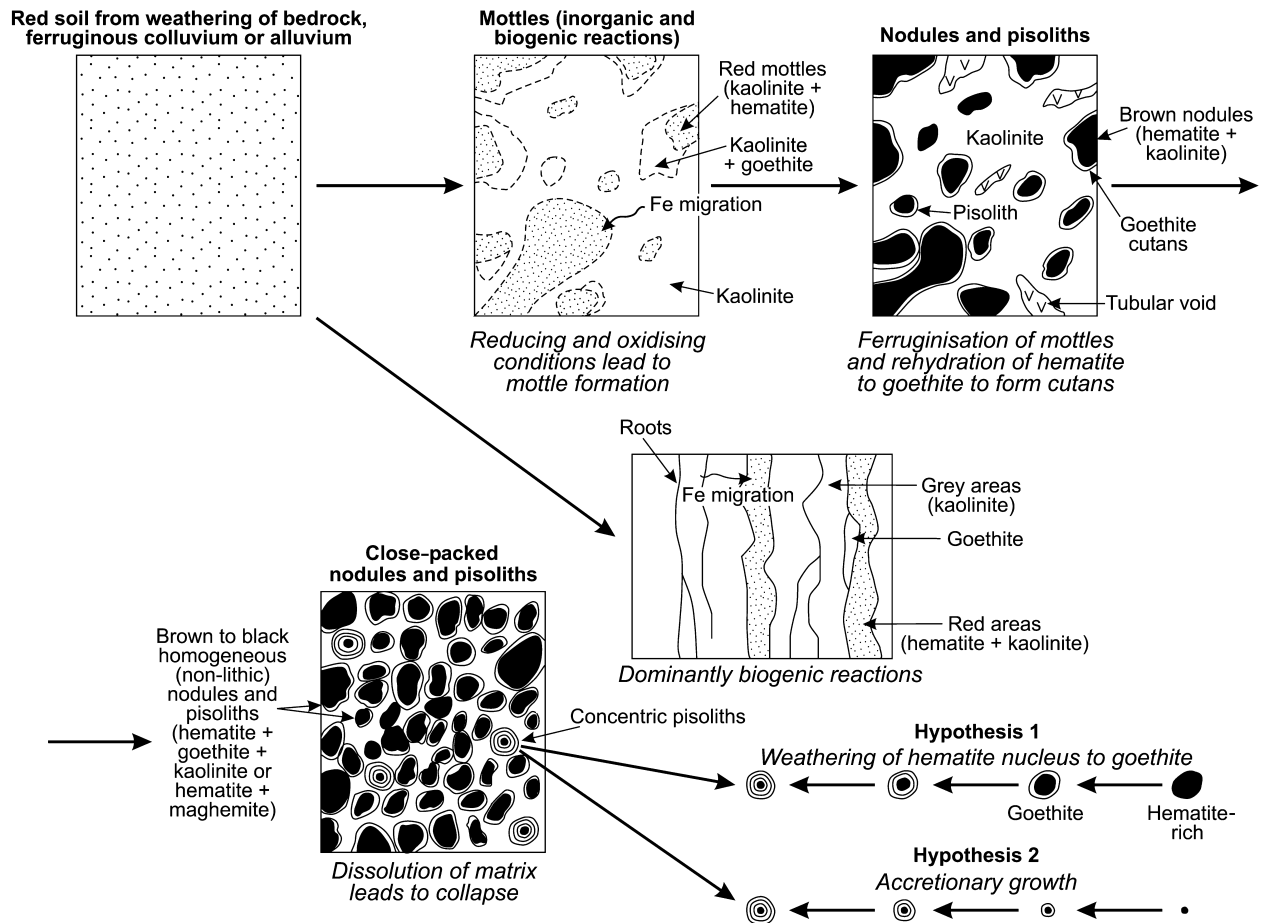 Red soil from weathering of bedrock,
ferruginous colluvium or alluvium
Mottles (inorganic and
biogenic reactions)
Red mottles
(kaolinite +
hematite)
Kaolinite
+ goethite
Fe migration
Kaolinite
Reducing and oxidising
conditions lead to
mottle formation
Nodules and pisoliths
Kaolinite
Pisolith
Brown nodules
(hematite +
kaolinite)
Goethite
cutans
Tubular void
Ferruginisation of mottles
and rehydration of hematite
to goethite to form cutans
Roots
Fe migration
Grey areas
(kaolinite)
Goethite
Red areas
(hematite + kaolinite)
Dominantly biogenic reactions
Close-packed
nodules and pisoliths
Brown to black
homogeneous
(non-lithic)
nodules and
pisoliths
(hematite +
goethite +
kaolinite or
hematite +
maghemite)
Concentric pisoliths
Dissolution of matrix
leads to collapse
Hypothesis 1
Weathering of hematite nucleus to goethite
Goethite
Hematite-
rich
Hypothesis 2
Accretionary growth